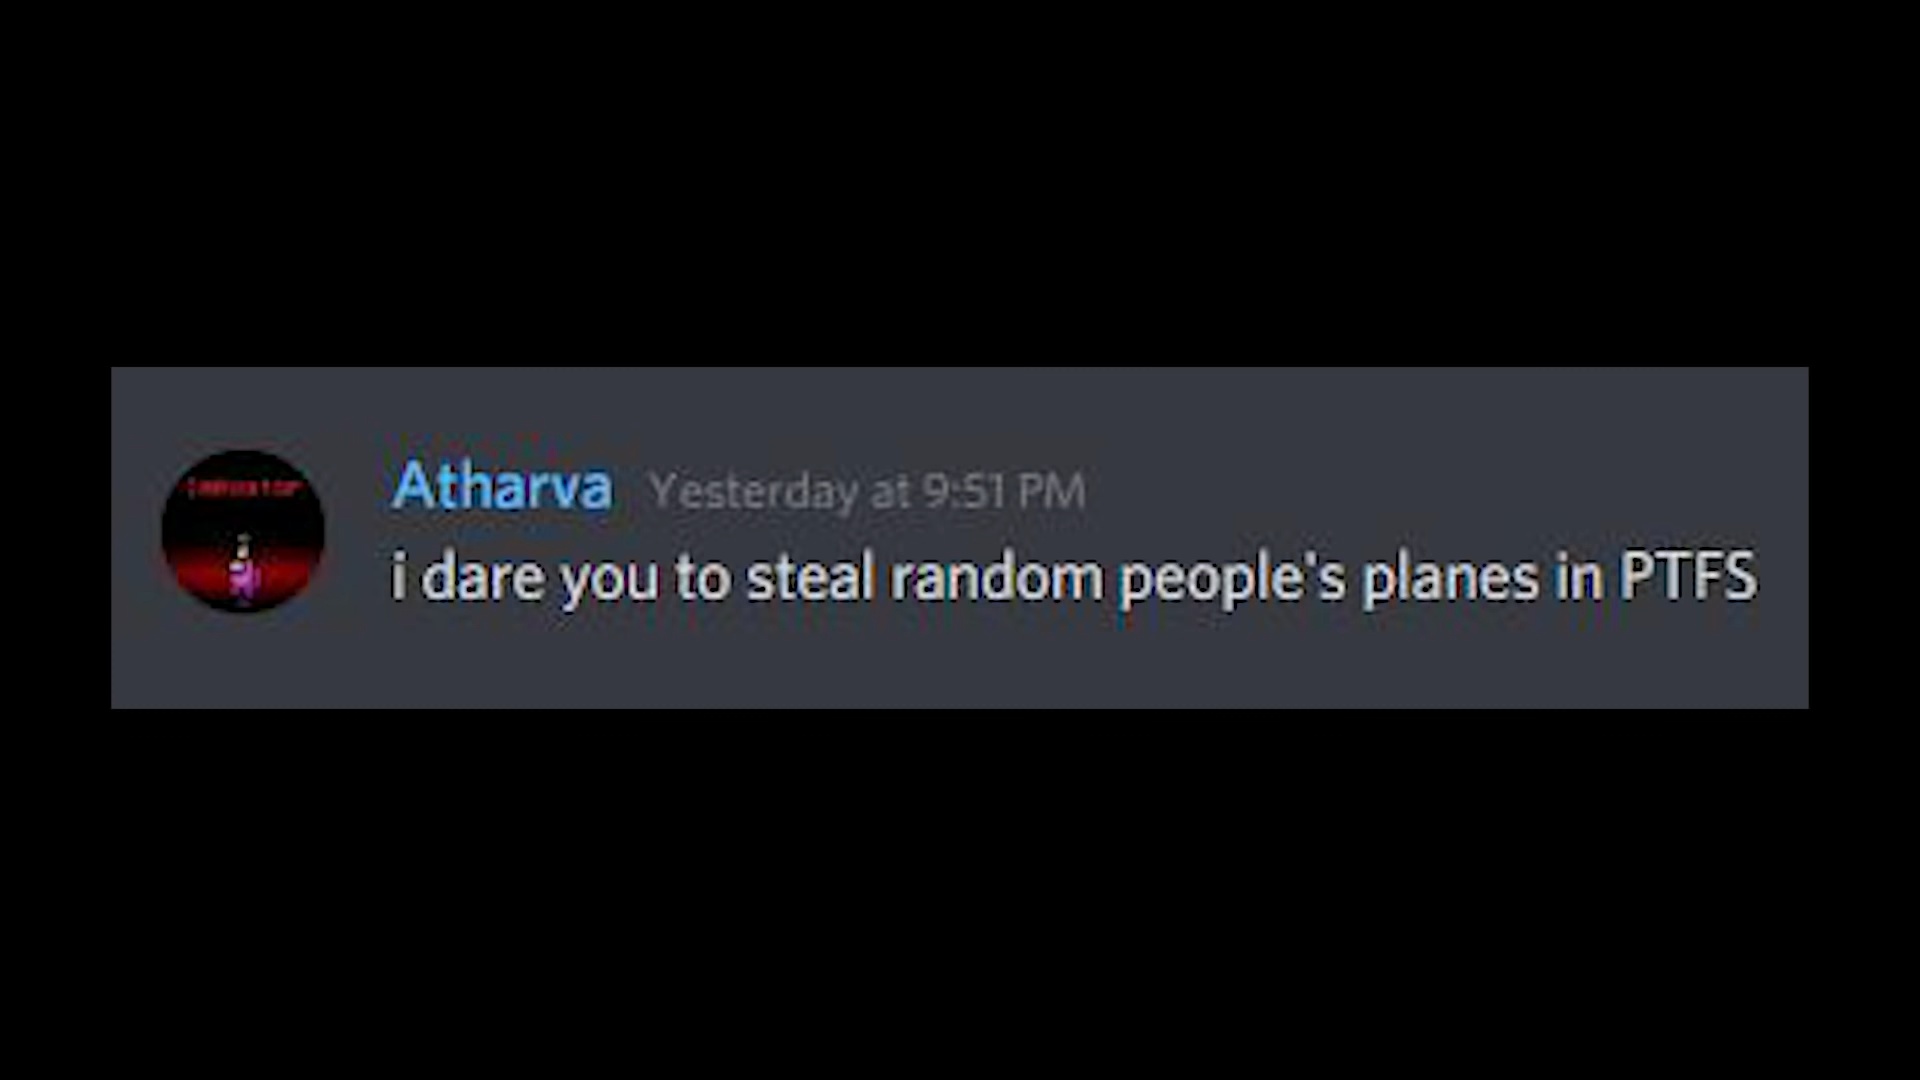 Atharva Yesterday at 9:51 PM
i dare you to steal random people's planes in PTFS